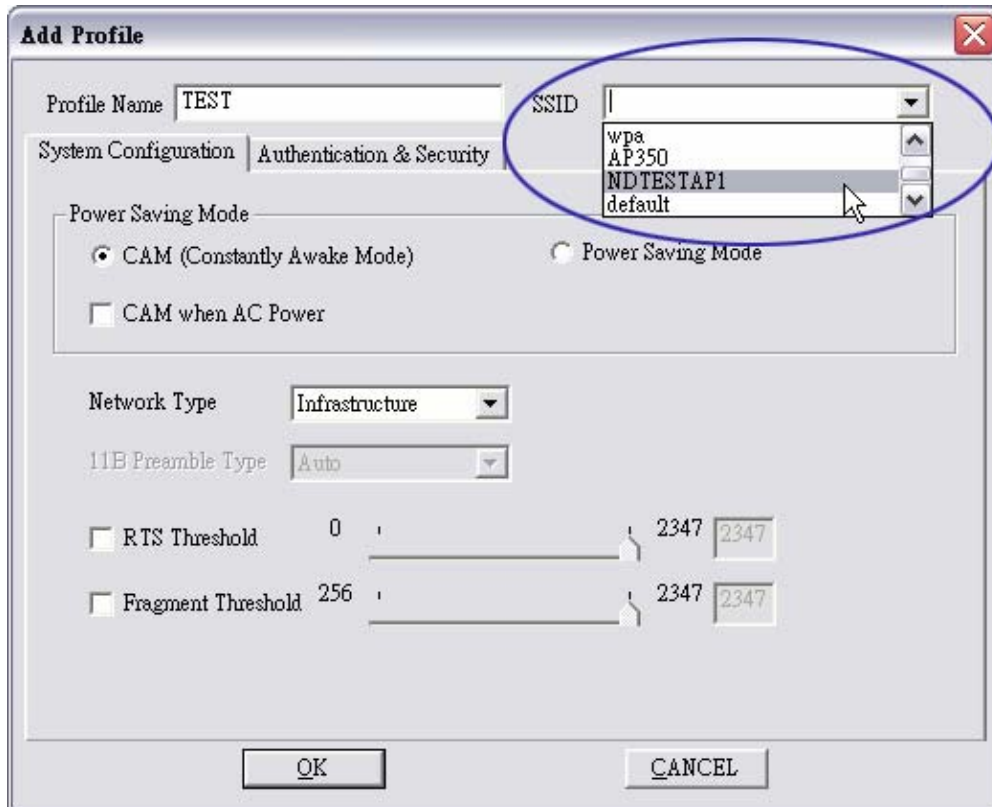 Add Profile
Profile Name TEST SSID
wpa
AP350
NDTESTAP1
default
System Configuration Authentication & Security
Power Saving Mode
CAM (Constantly Awake Mode) Power Saving Mode
CAM when AC Power
Network Type Infrastructure
11B Preamble Type Auto
RTS Threshold 0 2347 2347
Fragment Threshold 256 2347 2347
OK CANCEL